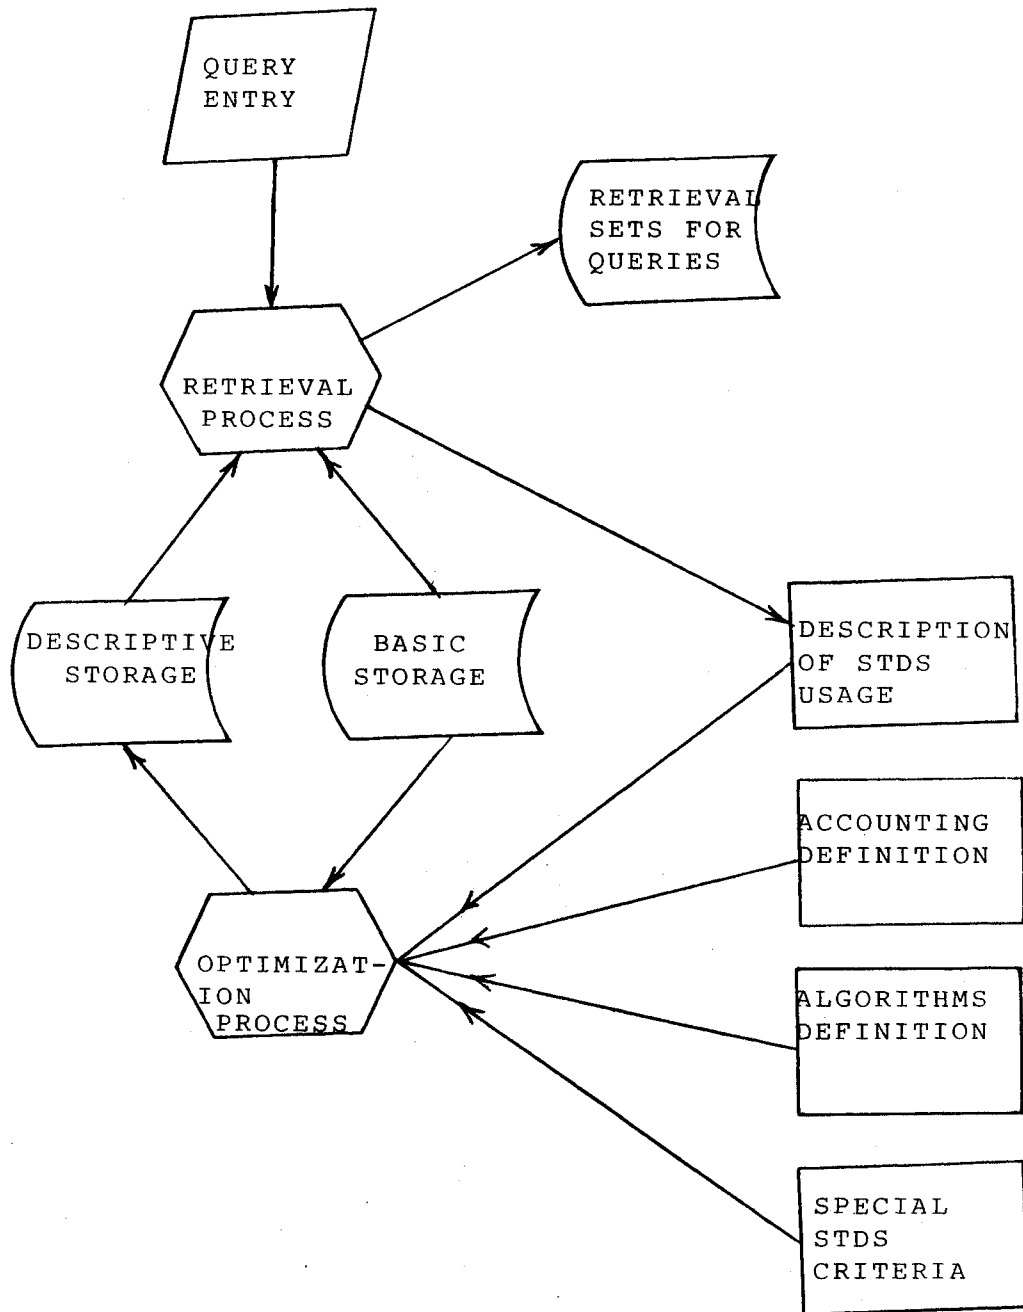 QUERY
ENTRY
RETRIEVAL
SETS FOR
QUERIES
RETRIEVAL
PROCESS
DESCRIPTIVE
STORAGE
BASIC
STORAGE
DESCRIPTION
OF STDS
USAGE
ACCOUNTING
DEFINITION
OPTIMIZAT-
ION
PROCESS
ALGORITHMS
DEFINITION
SPECIAL
STDS
CRITERIA